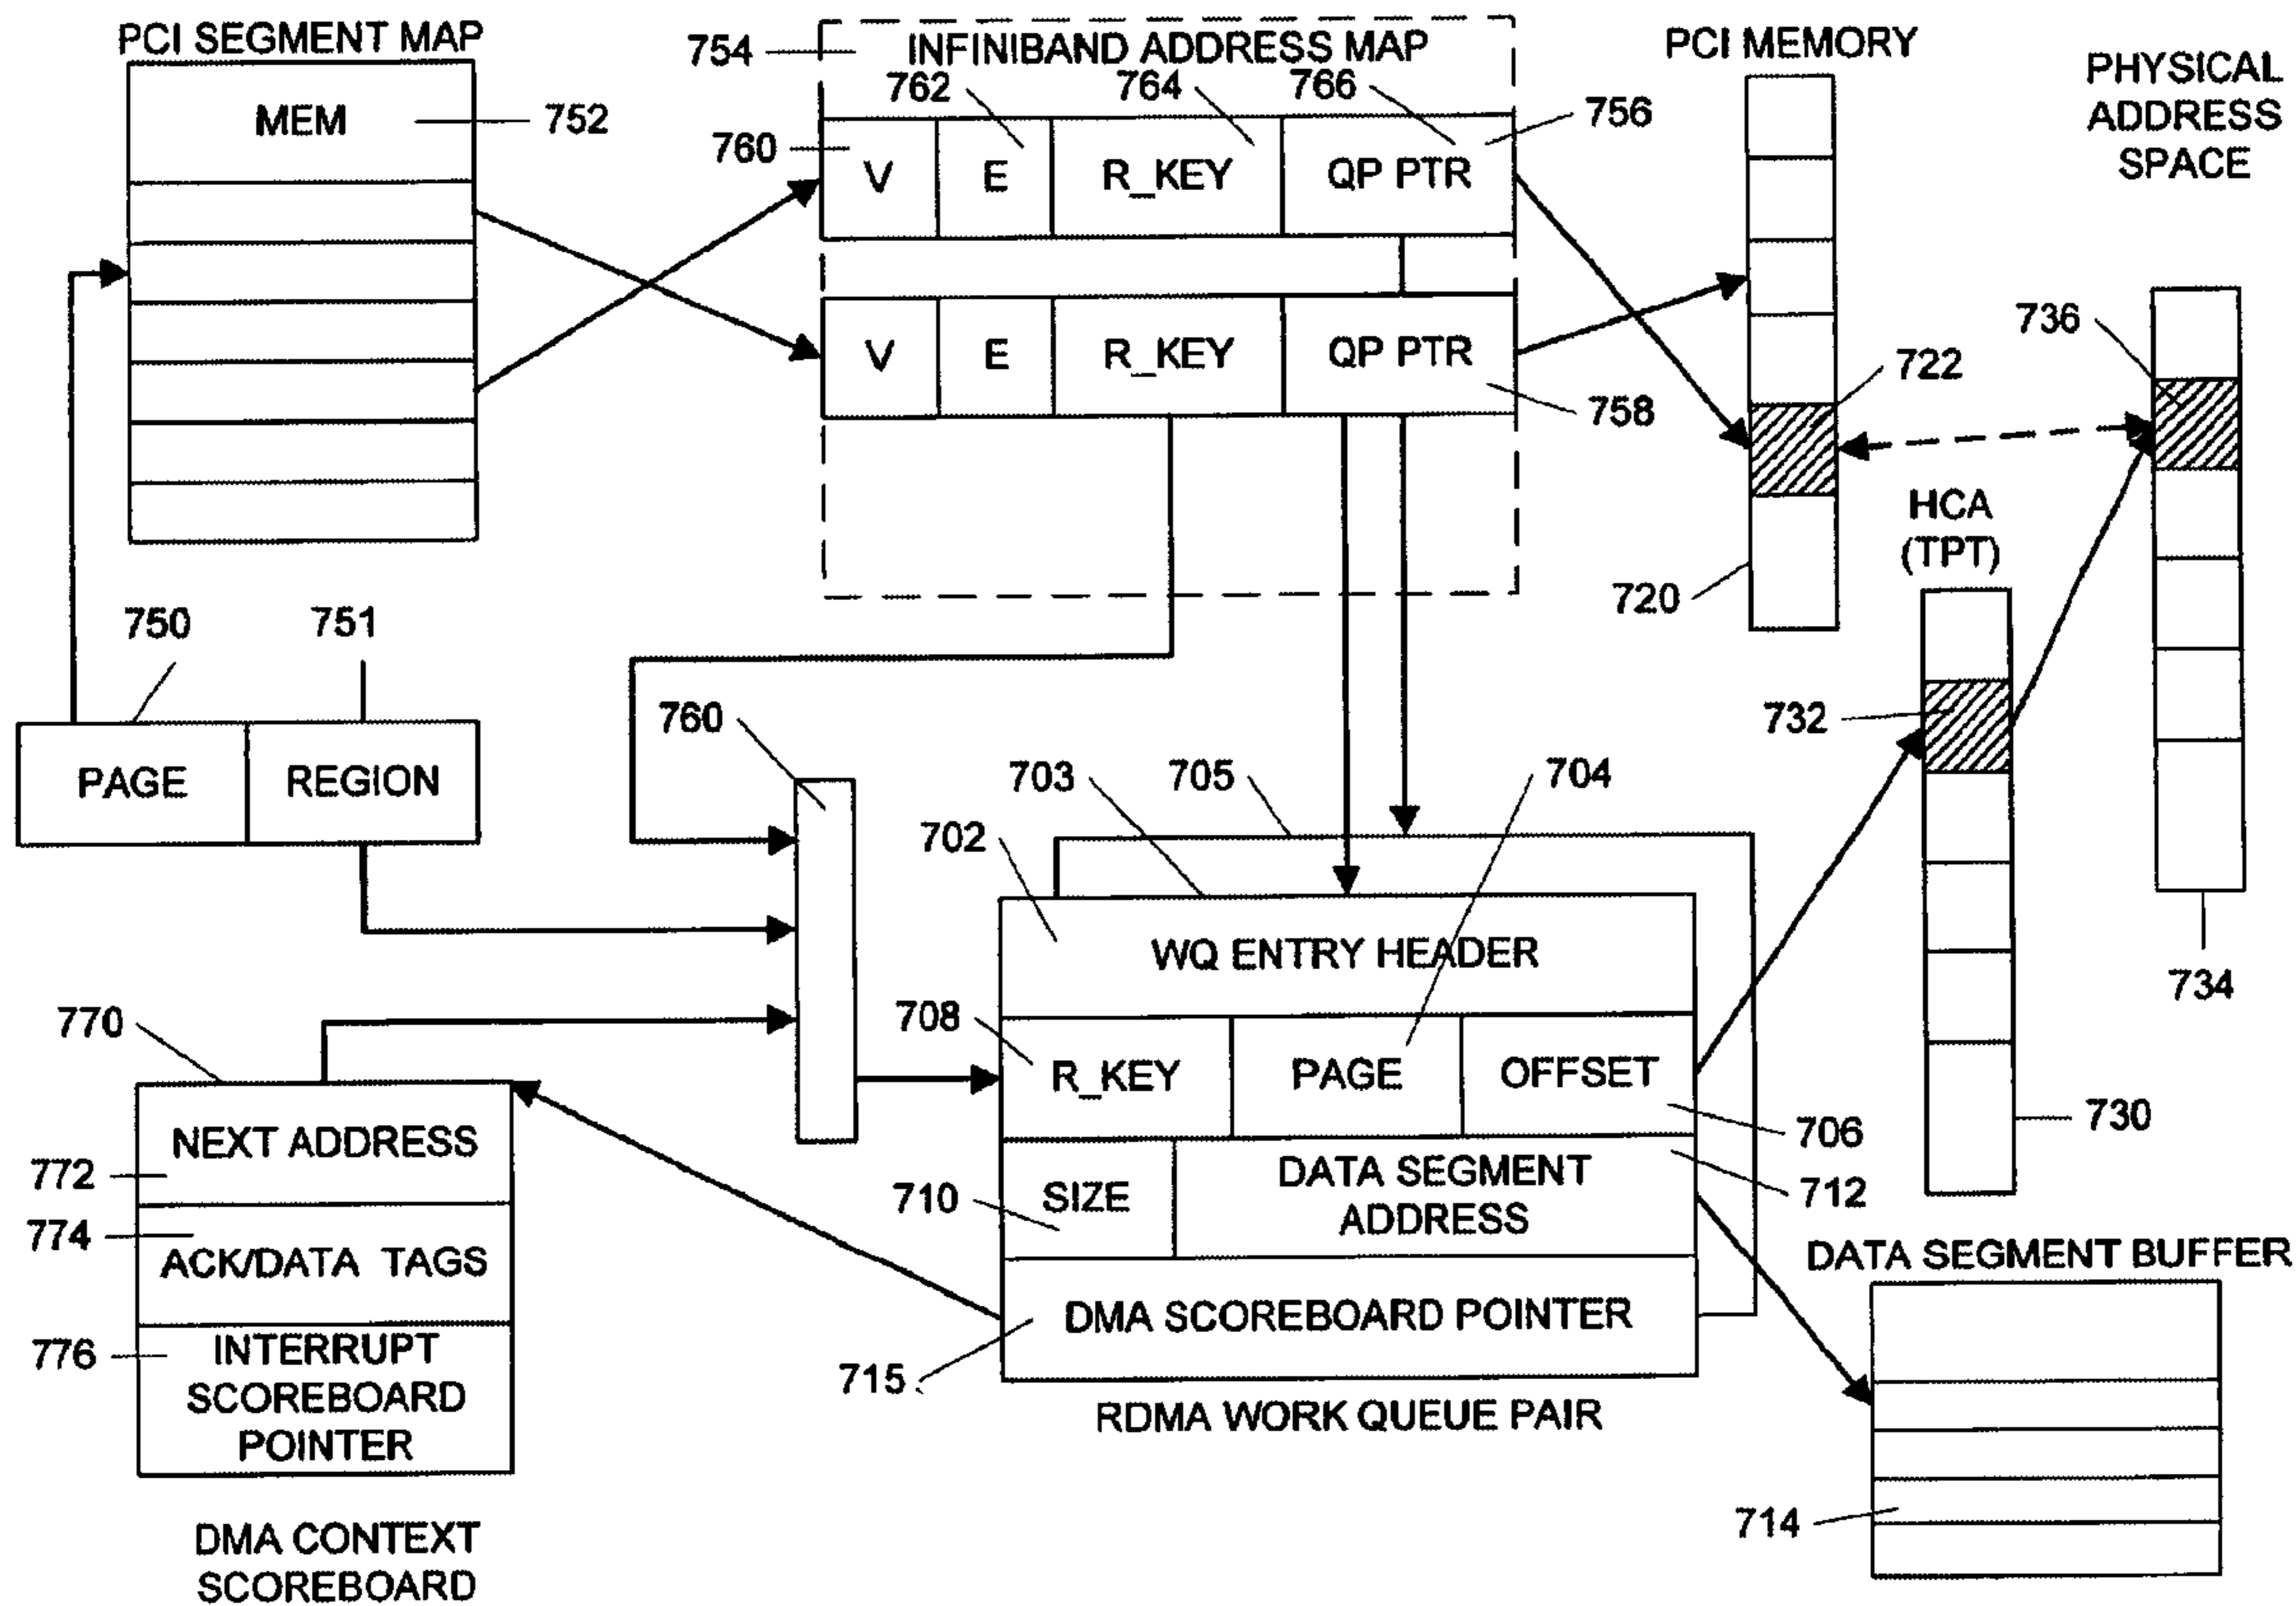 PCI SEGMENT MAP
MEM
752
754
INFINIBAND ADDRESS MAP
762
764
766
756
760
V
E
R_KEY
QP PTR
V
E
R_KEY
QP PTR
758
PCI MEMORY
722
720
PHYSICAL
ADDRESS
SPACE
736
734
HCA
(TPT)
732
730
750
751
PAGE
REGION
760
703
705
704
702
WQ ENTRY HEADER
708
R_KEY
PAGE
OFFSET
706
710
SIZE
DATA SEGMENT
ADDRESS
712
DMA SCOREBOARD POINTER
715
RDMA WORK QUEUE PAIR
770
NEXT ADDRESS
772
774
ACK/DATA TAGS
776
INTERRUPT
SCOREBOARD
POINTER
DMA CONTEXT
SCOREBOARD
DATA SEGMENT BUFFER
714